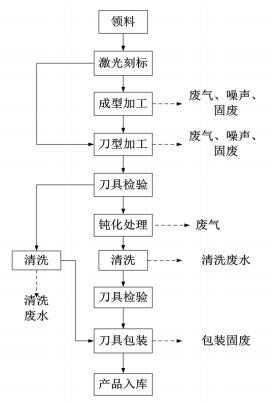 领料
激光刻标
成型加工
废气、噪声、
固废
刀型加工
废气、噪声、
固废
刀具检验
钝化处理
废气
清洗
清洗
清洗废水
清洗
废水
刀具检验
刀具包装
包装固废
产品入库